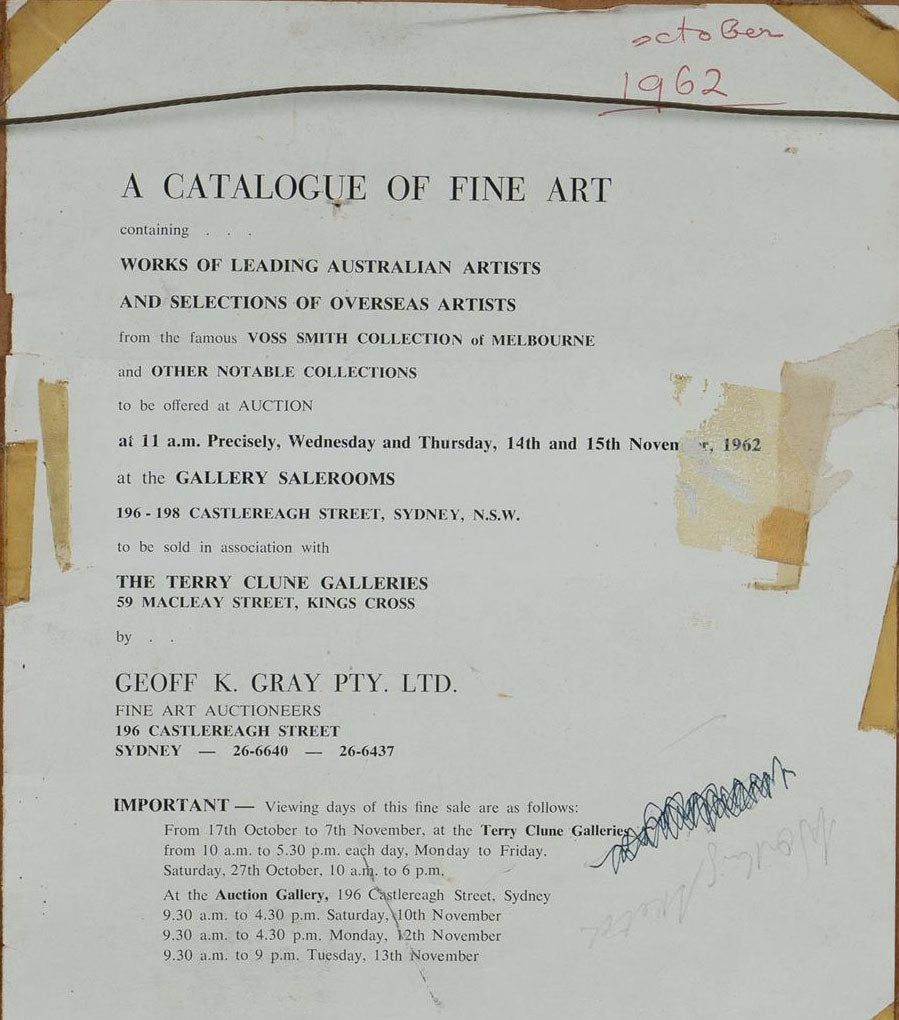 october
1962
A CATALOGUE OF FINE ART
containing . . .
WORKS OF LEADING AUSTRALIAN ARTISTS
AND SELECTIONS OF OVERSEAS ARTISTS
from the famous VOSS SMITH COLLECTION of MELBOURNE
and OTHER NOTABLE COLLECTIONS
to be offered at AUCTION
at 11 a.m. Precisely, Wednesday and Thursday, 14th and 15th Novem r, 1962
at the GALLERY SALEROOMS
196 - 198 CASTLEREAGH STREET, SYDNEY, N.S.W.
to be sold in association with
THE TERRY CLUNE GALLERIES
59 MACLEAY STREET, KINGS CROSS
by . .
GEOFF K. GRAY PTY. LTD.
FINE ART AUCTIONEERS
196 CASTLEREAGH STREET
SYDNEY — 26-6640 — 26-6437
IMPORTANT — Viewing days of this fine sale are as follows:
From 17th October to 7th November, at the Terry Clune Galleries
from 10 a.m. to 5.30 p.m. each day, Monday to Friday.
Saturday, 27th October, 10 a.m. to 6 p.m.
At the Auction Gallery, 196 Castlereagh Street, Sydney
9.30 a.m. to 4.30 p.m. Saturday, 10th November
9.30 a.m. to 4.30 p.m. Monday, 12th November
9.30 a.m. to 9 p.m. Tuesday, 13th November